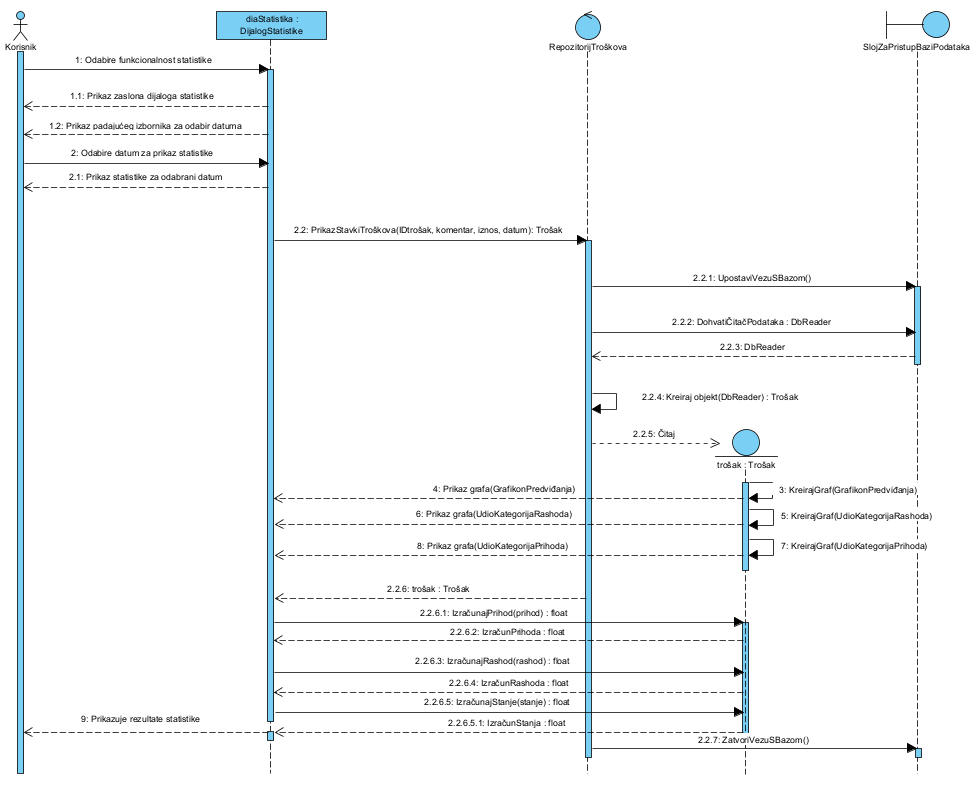 Korisnik
diaStatistika :
DijalogStatistike
RepozitorijTroškova
SlojZaPristupBaziPodataka
1: Odabire funkcionalnost statistike
1.1: Prikaz zaslona dijaloga statistike
1.2: Prikaz padajućeg izbornika za odabir datuma
2: Odabire datum za prikaz statistike
2.1: Prikaz statistike za odabrani datum
2.2: PrikazStavkiTroškova(IDtrošak, komentar, iznos, datum): Trošak
2.2.1: UpostaviVezuSBazom()
2.2.2: DohvatiČitačPodataka : DbReader
2.2.3: DbReader
2.2.4: Kreiraj objekt(DbReader) : Trošak
2.2.5: Čitaj
trošak : Trošak
4: Prikaz grafa(GrafikonPredviđanja)
3: KreirajGraf(GrafikonPredviđanja)
6: Prikaz grafa(UdioKategorijaRashoda)
5: KreirajGraf(UdioKategorijaRashoda)
8: Prikaz grafa(UdioKategorijaPrihoda)
7: KreirajGraf(UdioKategorijaPrihoda)
2.2.6: trošak : Trošak
2.2.6.1: IzračunajPrihod(prihod) : float
2.2.6.2: IzračunPrihoda : float
2.2.6.3: IzračunajRashod(rashod) : float
2.2.6.4: IzračunRashoda : float
2.2.6.5: IzračunajStanje(stanje) : float
9: Prikazuje rezultate statistike
2.2.6.5.1: IzračunStanja : float
2.2.7: ZatvoriVezuSBazom()